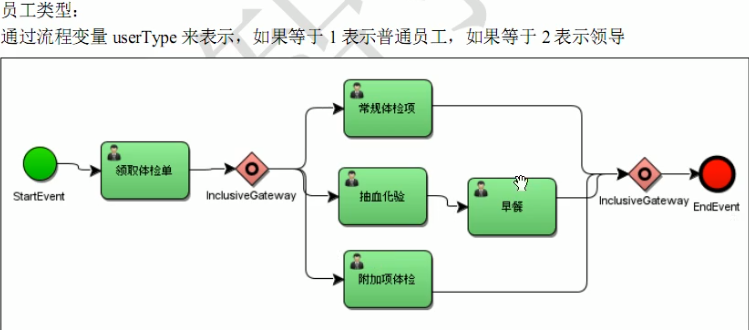 员工类型：
通过流程变量 userType 来表示，如果等于 1 表示普通员工，如果等于 2 表示领导
常规体检项
领取体检单
StartEvent
InclusiveGateway
抽血化验
早餐
InclusiveGateway
EndEvent
附加项体检